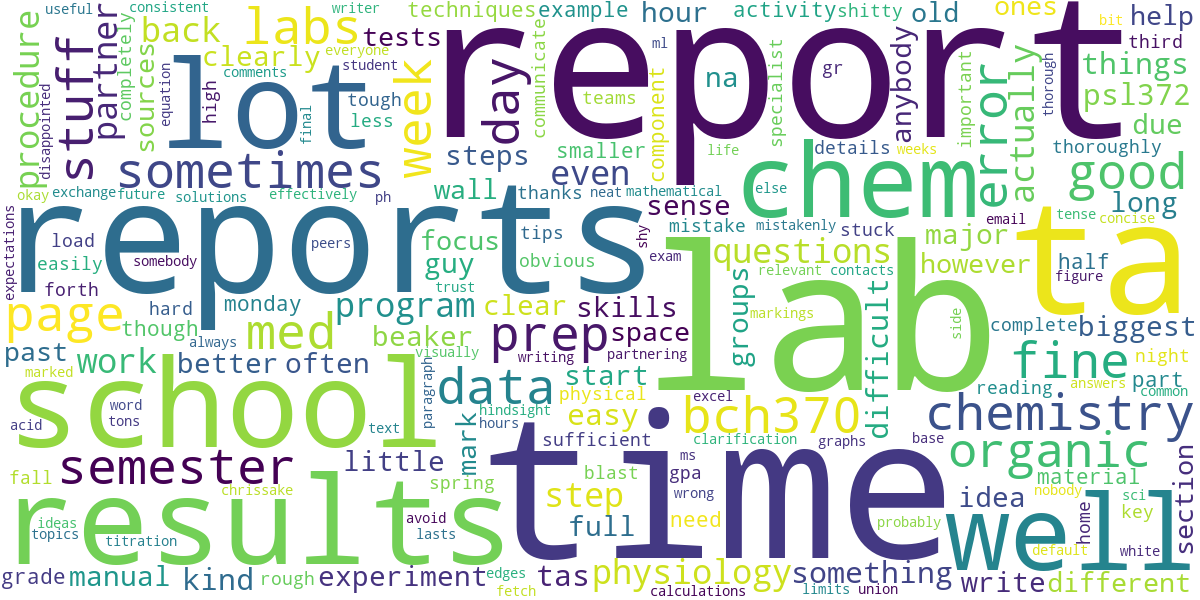 useful consistent writer techniques example hour activity shitty old ones bit help
procedure stuff partner completely back labs tests third
sources clearly everyone student
comments lot week day report communicate teams ml na gr specialist anybody important thorough things
disappointed equation high final tough less component life psl372
steps smaller details weeks error actually due thoroughly
sometimes even chem good
okay exchange future solutions effectively ph wall thanks neat mathematical else
reports sense email tense concise long
expectations load peers tips shy mistake mistakenly stuck major ta
easily somebody focus obvious exam questions however half
forth guy trust lab relevant contacts figure
page hard monday program clear skills groups markings difficult side
though always med beaker prep space complete biggest
past work better often visually writing partnering fine night
marked school paragraph data start reading part answers common
word tons physical excel
acid text mark hindsight hours easy bch370 chemistry
semester little time sufficient clarification graphs base organic section
fall spring blast ms gpa wrong material
results chrissake step idea nobody sci key
ideas topics avoid lasts full need probably well home
titration default white
grade manual kind rough experiment edges fetch tas physiology calculations something limits union write different